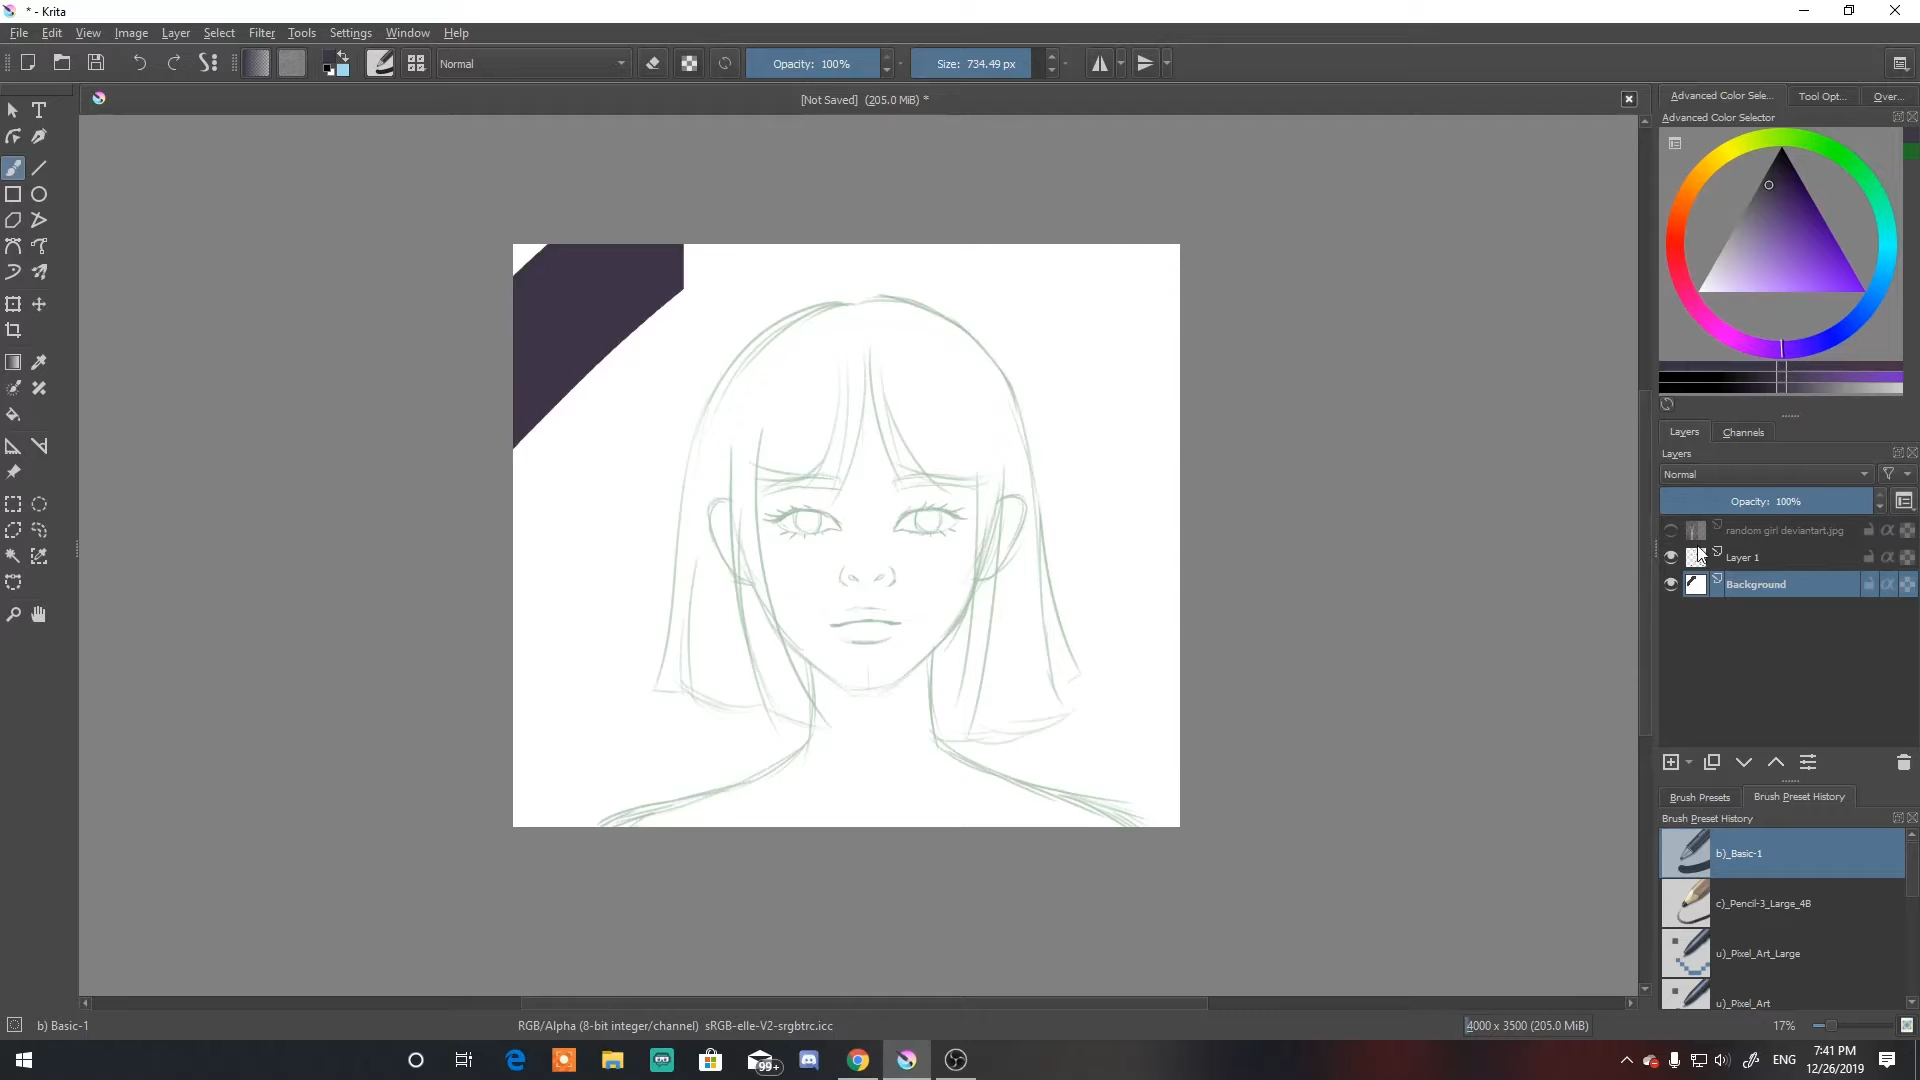 * - Krita
File Edit View Image Layer Select Filter Tools Settings Window Help
Normal
Opacity: 100%
Size: 734.49 px
[Not Saved] (205.0 MiB) *
Advanced Color Sele... Tool Opt... Over...
Advanced Color Selector
Layers Channels
Layers
Normal
Opacity: 100%
random girl deviantart.jpg
Layer 1
Background
Brush Presets Brush Preset History
Brush Preset History
b)_Basic-1
c)_Pencil-3_Large_4B
u)_Pixel_Art_Large
u)_Pixel_Art
b) Basic-1
RGB/Alpha (8-bit integer/channel) sRGB-elle-V2-srgbtrc.icc
4000 x 3500 (205.0 MiB)
17%
99+
ENG
7:41 PM
12/26/2019